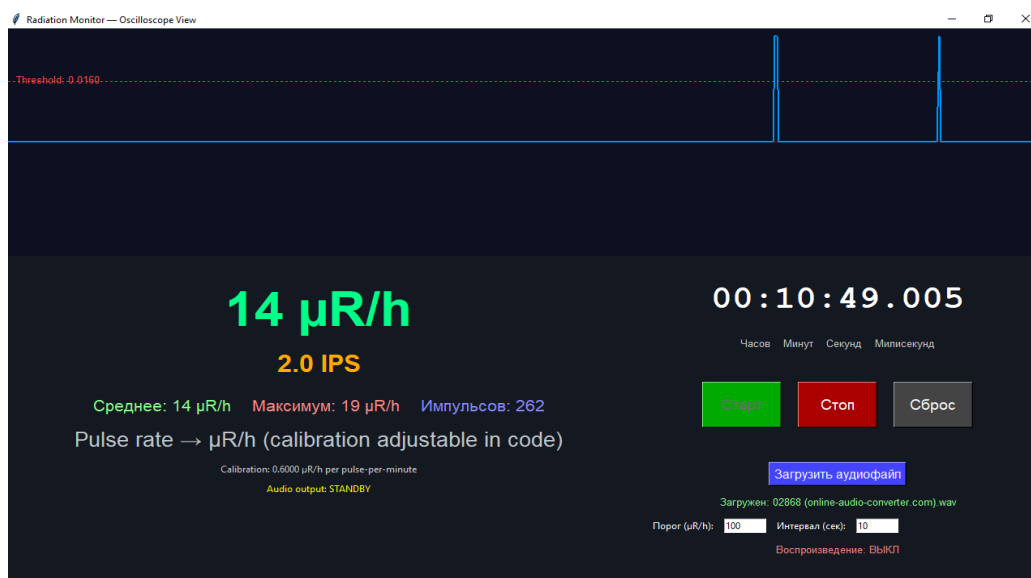 Radiation Monitor — Oscilloscope View
Threshold: 0.0160
14 µR/h
2.0 IPS
Среднее: 14 µR/h Максимум: 19 µR/h Импульсов: 262
Pulse rate → µR/h (calibration adjustable in code)
Calibration: 0.6000 µR/h per pulse-per-minute
Audio output: STANDBY
00:10:49.005
Часов Минут Секунд Милисекунд
Старт Стоп Сброс
Загрузить аудиофайл
Загружен: 02868 (online-audio-converter.com).wav
Порог (µR/h): 100 Интервал (сек): 10
Воспроизведение: ВЫКЛ